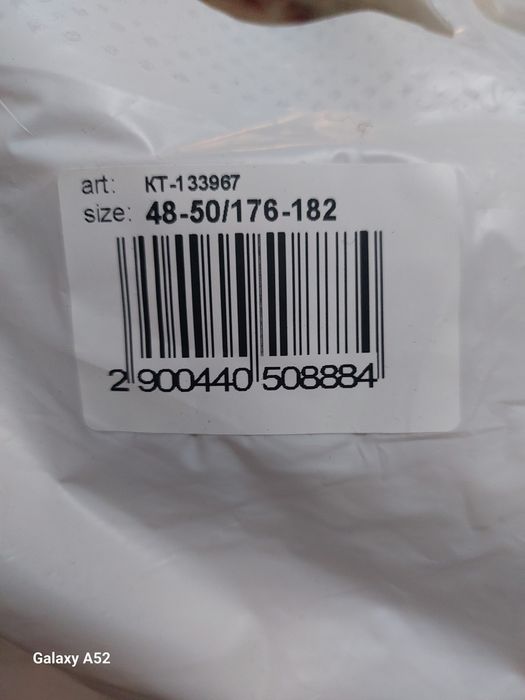 art: KT-133967
size: 48-50/176-182
2 900440 508884
Galaxy A52